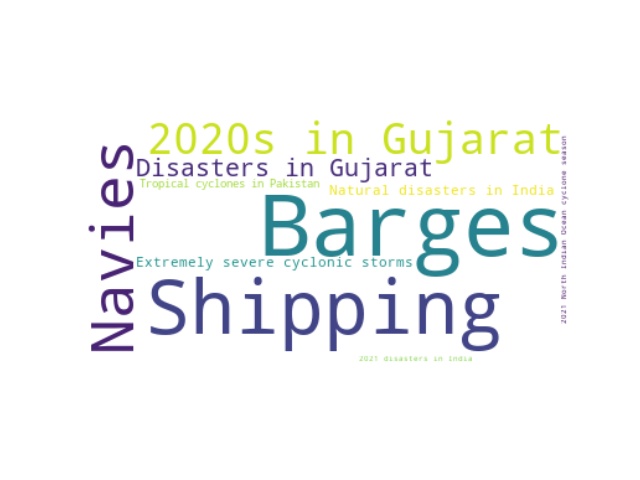 2020s in Gujarat
Disasters in Gujarat
Tropical cyclones in Pakistan
Natural disasters in India
Navies
Barges
Extremely severe cyclonic storms
Shipping
2021 North Indian Ocean cyclone season
2021 disasters in India